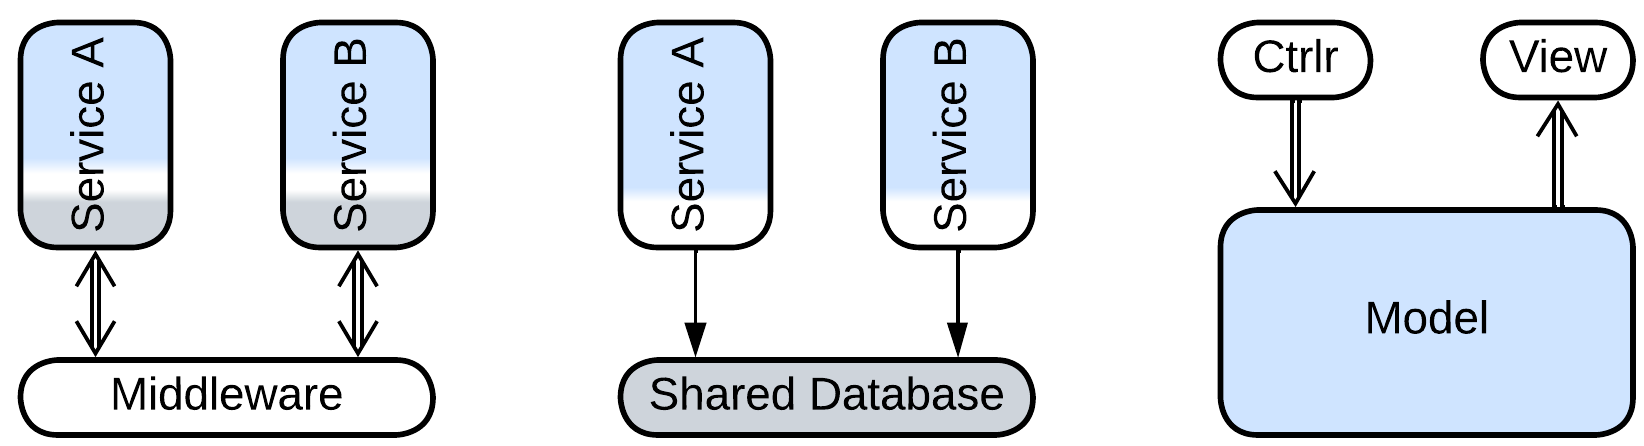 Service A
Service B
Middleware
Service A
Service B
Shared Database
Ctrlr
View
Model